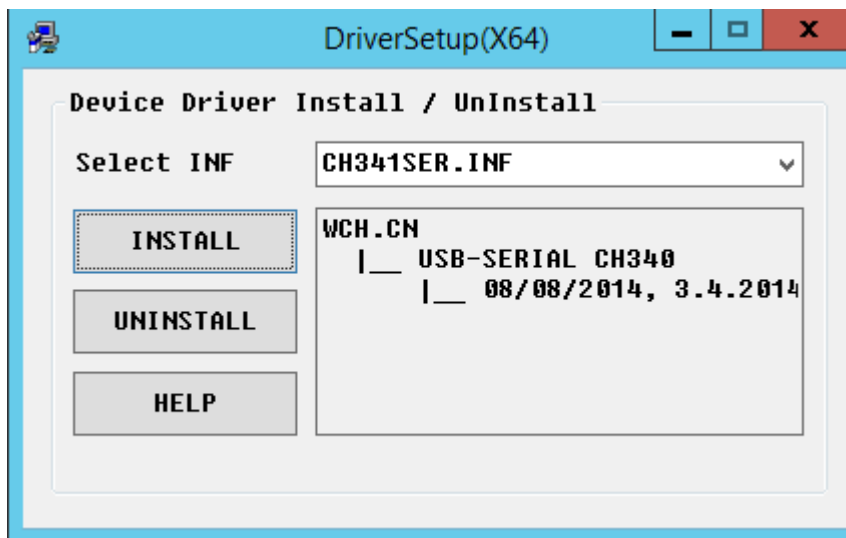 DriverSetup(X64)
Device Driver Install / UnInstall
Select INF
CH341SER.INF
INSTALL
UNINSTALL
HELP
WCH.CN
|__ USB-SERIAL CH340
|__ 08/08/2014, 3.4.2014